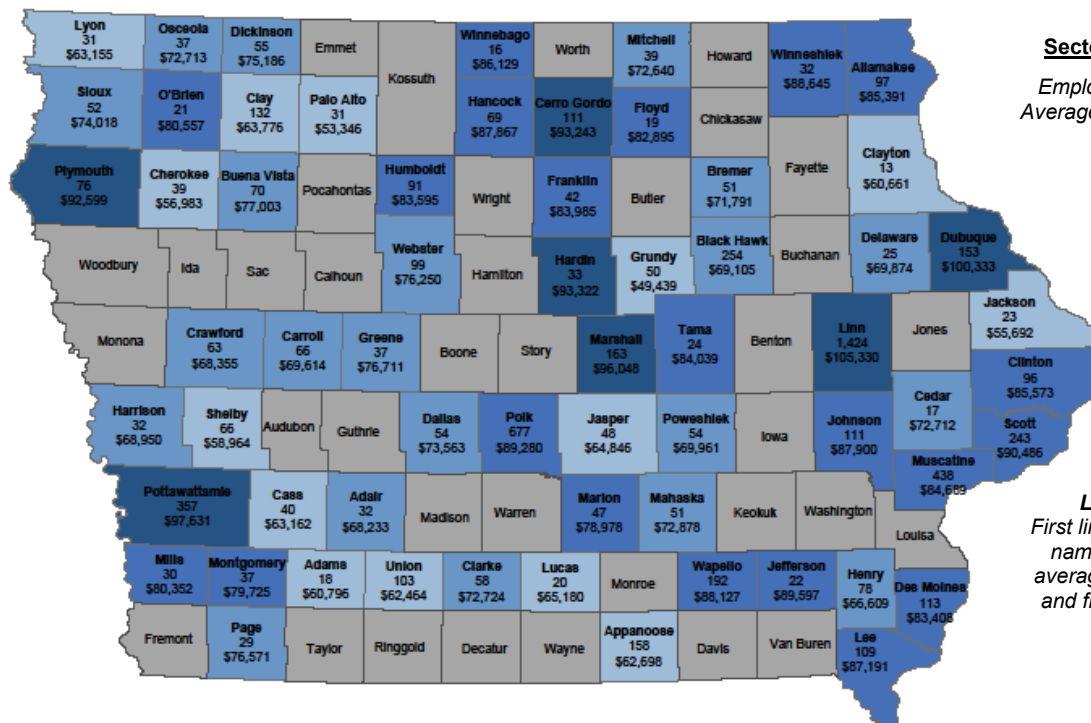 Lyon
31
$63,155
Osceola
37
$72,713
Dickinson
55
$75,186
Emmet
Kossuth
Winnebago
16
$86,129
Worth
Mitchell
39
$72,640
Howard
Winneshiek
32
$88,645
Allamakee
97
$85,391
Sioux
52
$74,018
O'Brien
21
$80,557
Clay
132
$63,776
Palo Alto
31
$53,346
Hancock
69
$87,867
Cerro Gordo
111
$93,243
Floyd
19
$82,895
Chickasaw
Plymouth
76
$92,599
Cherokee
39
$56,983
Buena Vista
70
$77,003
Pocahontas
Humboldt
91
$83,595
Wright
Franklin
42
$83,985
Butler
Bremer
51
$71,791
Fayette
Clayton
13
$60,661
Woodbury
Ida
Sac
Calhoun
Webster
99
$76,250
Hamilton
Hardin
33
$93,322
Grundy
50
$49,439
Black Hawk
254
$69,105
Buchanan
Delaware
25
$69,874
Dubuque
153
$100,333
Monona
Crawford
63
$68,355
Carroll
66
$69,614
Greene
37
$76,711
Boone
Story
Marshall
163
$96,048
Tama
24
$84,039
Benton
Linn
1,424
$105,330
Jones
Jackson
23
$55,692
Clinton
96
$85,573
Harrison
32
$68,950
Shelby
66
$58,964
Audubon
Guthrie
Dallas
54
$73,563
Polk
677
$89,280
Jasper
48
$64,846
Poweshiek
54
$69,961
Iowa
Johnson
111
$87,900
Cedar
17
$72,712
Scott
243
$90,486
Muscatine
438
$84,689
Pottawattamie
357
$97,631
Cass
40
$63,162
Adair
32
$68,233
Madison
Warren
Marion
47
$78,978
Mahaska
51
$72,878
Keokuk
Washington
Louisa
Mills
30
$80,352
Montgomery
37
$79,725
Adams
18
$60,796
Union
103
$62,464
Clarke
58
$72,724
Lucas
20
$65,180
Monroe
Wapello
192
$88,127
Jefferson
22
$89,597
Henry
78
$66,609
Des Moines
113
$83,408
Fremont
Page
29
$76,571
Taylor
Ringgold
Decatur
Wayne
Appanoose
158
$62,698
Davis
Van Buren
Lee
109
$87,191
Secto
Emplo
Average
L
First lin
nam
averag
and fi